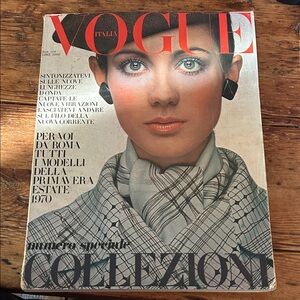 VOGUE
ITALIA
SINTONIZZATEVI
SULLE NUOVE
LUNGHEZZE
D'ONDA
CAPTATE LE
NUOVE VIBRAZIONI
LASCIATEVI ANDARE
SUL FILO DELLA
NUOVA CORRENTE
PER VOI
DA ROMA
TUTTI
I MODELLI
DELLA
PRIMAVERA
ESTATE
1970
numero speciale
COLLEZIONI